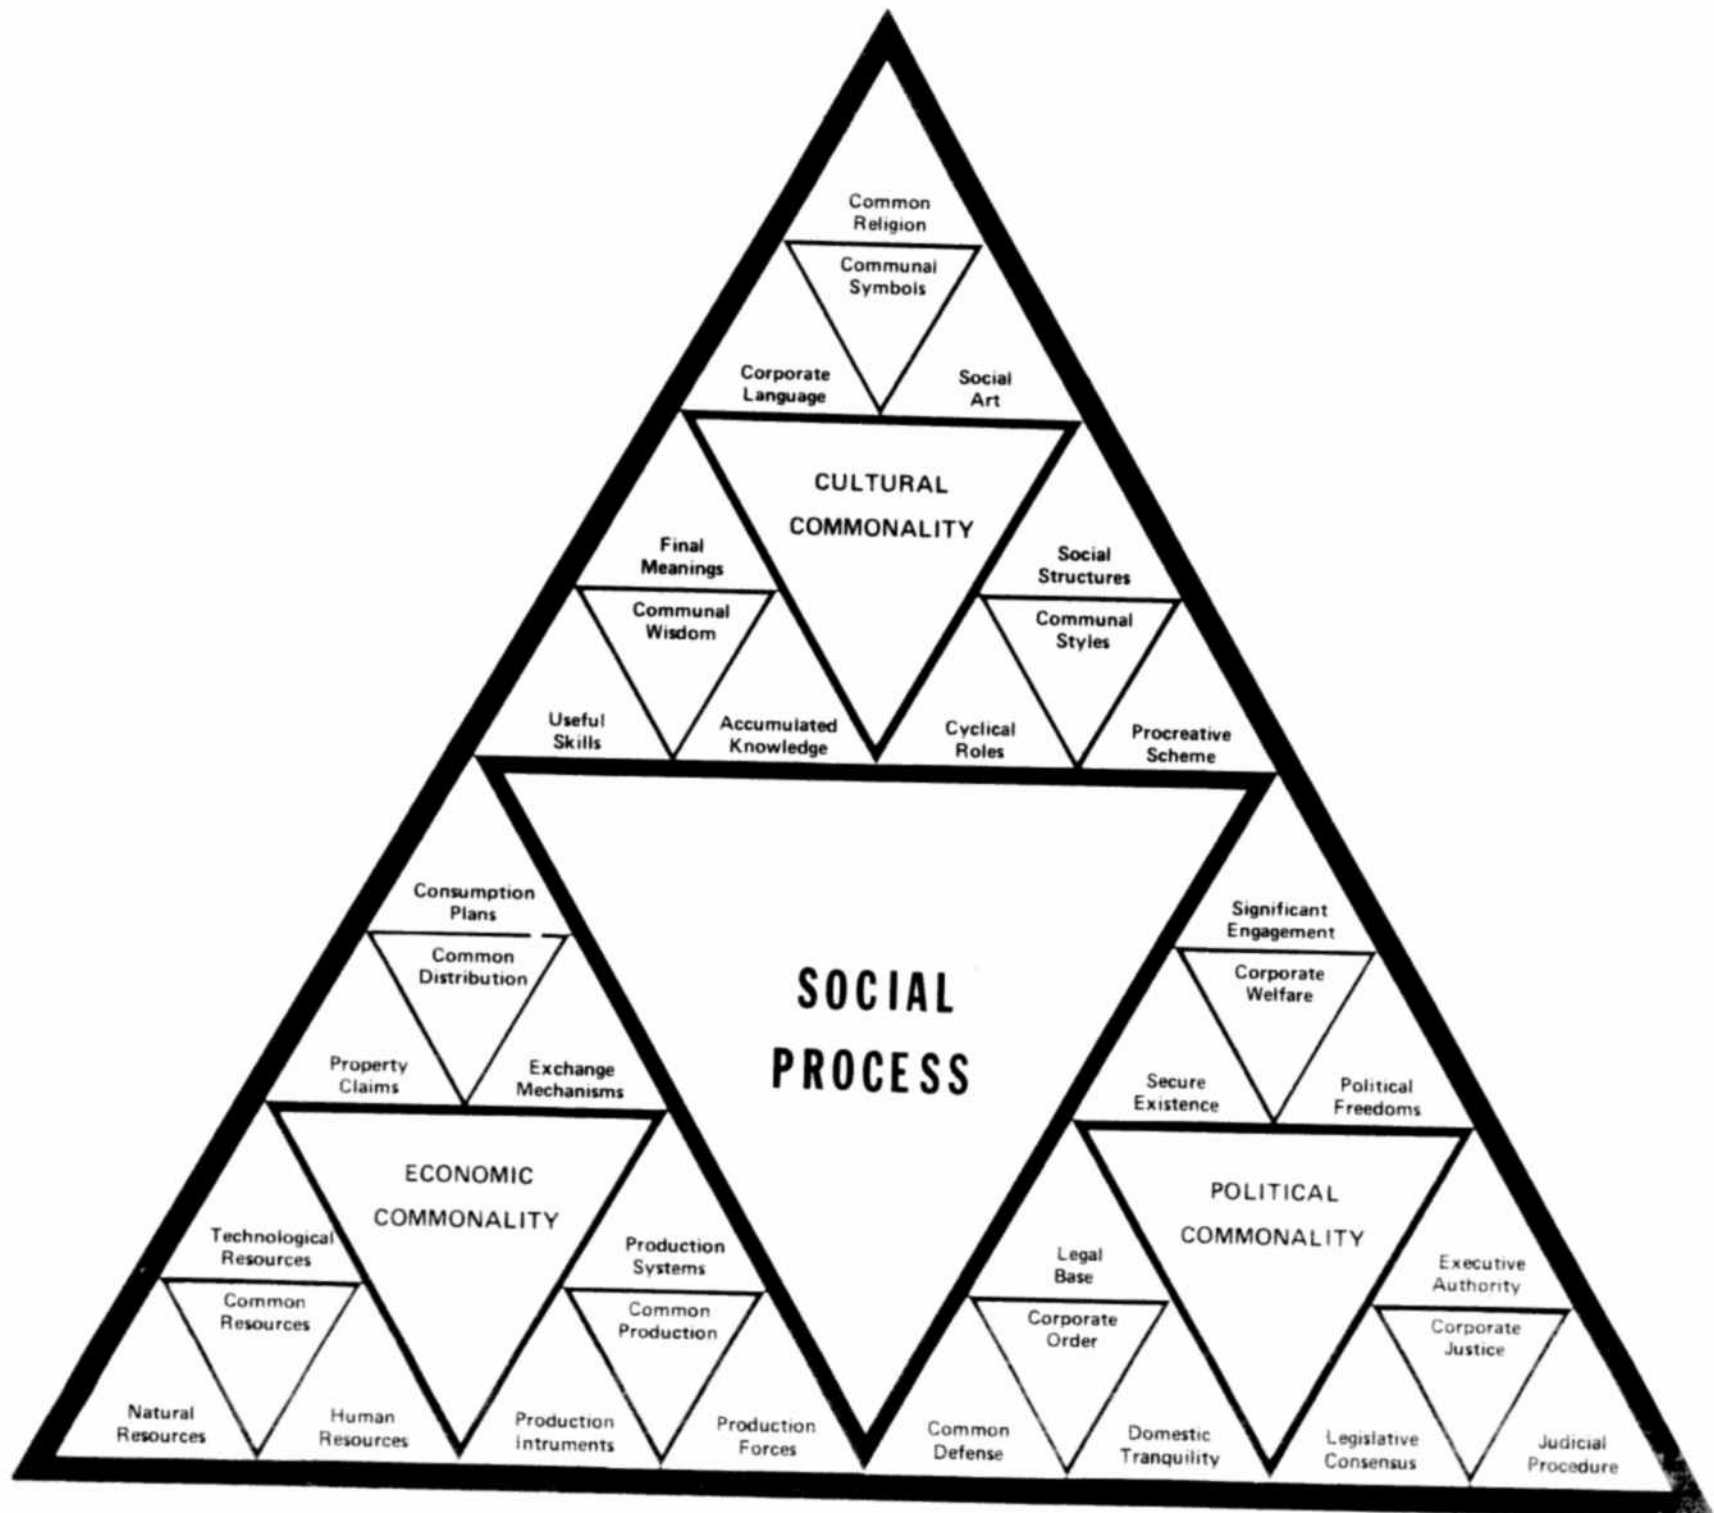 Common
Religion
Communal
Symbols
Corporate
Language
Social
Art
CULTURAL
COMMONALITY
Final
Meanings
Social
Structures
Communal
Wisdom
Communal
Styles
Useful
Skills
Accumulated
Knowledge
Cyclical
Roles
Procreative
Scheme
Consumption
Plans
Significant
Engagement
Common
Distribution
Corporate
Welfare
SOCIAL
PROCESS
Property
Claims
Exchange
Mechanisms
Secure
Existence
Political
Freedoms
ECONOMIC
COMMONALITY
POLITICAL
COMMONALITY
Technological
Resources
Production
Systems
Legal
Base
Executive
Authority
Common
Resources
Common
Production
Corporate
Order
Corporate
Justice
Natural
Resources
Human
Resources
Production
Intruments
Production
Forces
Common
Defense
Domestic
Tranquility
Legislative
Consensus
Judicial
Procedure